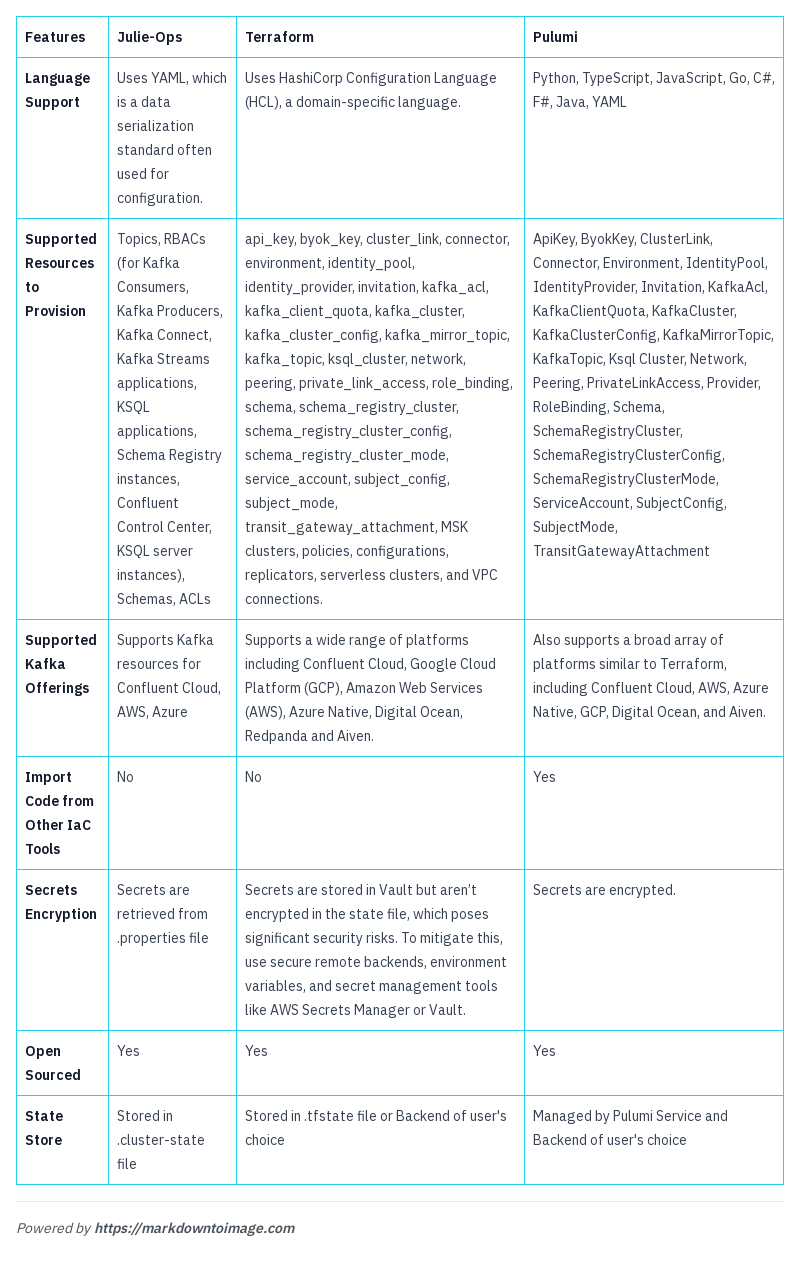 Features
Julie-Ops
Terraform
Pulumi
Language
Support
Uses YAML, which
is a data
serialization
standard often
used for
configuration.
Uses HashiCorp Configuration Language
(HCL), a domain-specific language.
Python, TypeScript, JavaScript, Go, C#,
F#, Java, YAML
Supported
Resources
to
Provision
Topics, RBACs
(for Kafka
Consumers,
Kafka Producers,
Kafka Connect,
Kafka Streams
applications,
KSQL
applications,
Schema Registry
instances,
Confluent
Control Center,
KSQL server
instances),
Schemas, ACLs
api_key, byok_key, cluster_link, connector,
environment, identity_pool,
identity_provider, invitation, kafka_acl,
kafka_client_quota, kafka_cluster,
kafka_cluster_config, kafka_mirror_topic,
kafka_topic, ksql_cluster, network,
peering, private_link_access, role_binding,
schema, schema_registry_cluster,
schema_registry_cluster_config,
schema_registry_cluster_mode,
service_account, subject_config,
subject_mode,
transit_gateway_attachment, MSK
clusters, policies, configurations,
replicators, serverless clusters, and VPC
connections.
ApiKey, ByokKey, ClusterLink,
Connector, Environment, IdentityPool,
IdentityProvider, Invitation, KafkaAcl,
KafkaClientQuota, KafkaCluster,
KafkaClusterConfig, KafkaMirrorTopic,
KafkaTopic, Ksql Cluster, Network,
Peering, PrivateLinkAccess, Provider,
RoleBinding, Schema,
SchemaRegistryCluster,
SchemaRegistryClusterConfig,
SchemaRegistryClusterMode,
ServiceAccount, SubjectConfig,
SubjectMode,
TransitGatewayAttachment
Supported
Kafka
Offerings
Supports Kafka
resources for
Confluent Cloud,
AWS, Azure
Supports a wide range of platforms
including Confluent Cloud, Google Cloud
Platform (GCP), Amazon Web Services
(AWS), Azure Native, Digital Ocean,
Redpanda and Aiven.
Also supports a broad array of
platforms similar to Terraform,
including Confluent Cloud, AWS, Azure
Native, GCP, Digital Ocean, and Aiven.
Import
Code from
Other IaC
Tools
No
No
Yes
Secrets
Encryption
Secrets are
retrieved from
.properties file
Secrets are stored in Vault but aren’t
encrypted in the state file, which poses
significant security risks. To mitigate this,
use secure remote backends, environment
variables, and secret management tools
like AWS Secrets Manager or Vault.
Secrets are encrypted.
Open
Sourced
Yes
Yes
Yes
State
Store
Stored in
.cluster-state
file
Stored in .tfstate file or Backend of user's
choice
Managed by Pulumi Service and
Backend of user's choice
Powered by https://markdowntoimage.com